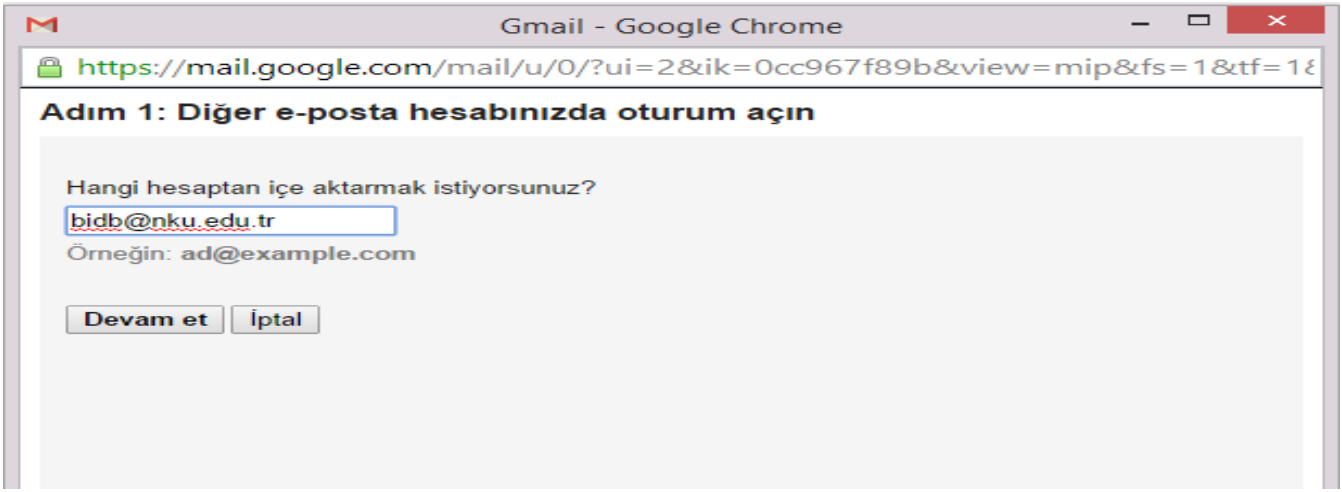 Gmail - Google Chrome
https://mail.google.com/mail/u/0/?ui=2&ik=0cc967f89b&view=mip&fs=1&tf=1&
Adım 1: Diğer e-posta hesabınızda oturum açın
Hangi hesaptan içe aktarmak istiyorsunuz?
bidb@nku.edu.tr
Örneğin: ad@example.com
Devam et İptal